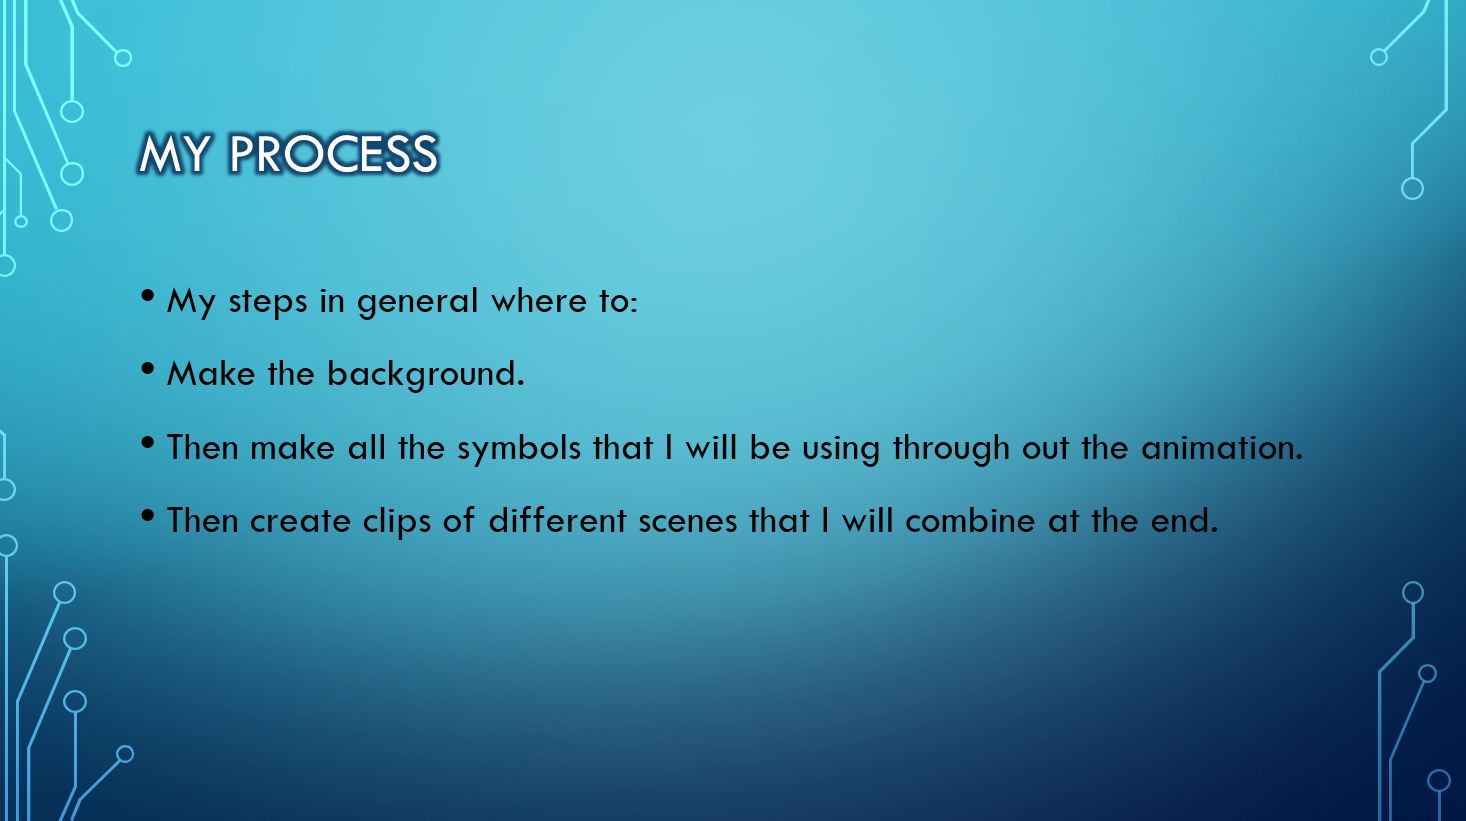 MY PROCESS
• My steps in general where to:
• Make the background.
• Then make all the symbols that I will be using through out the animation.
• Then create clips of different scenes that I will combine at the end.